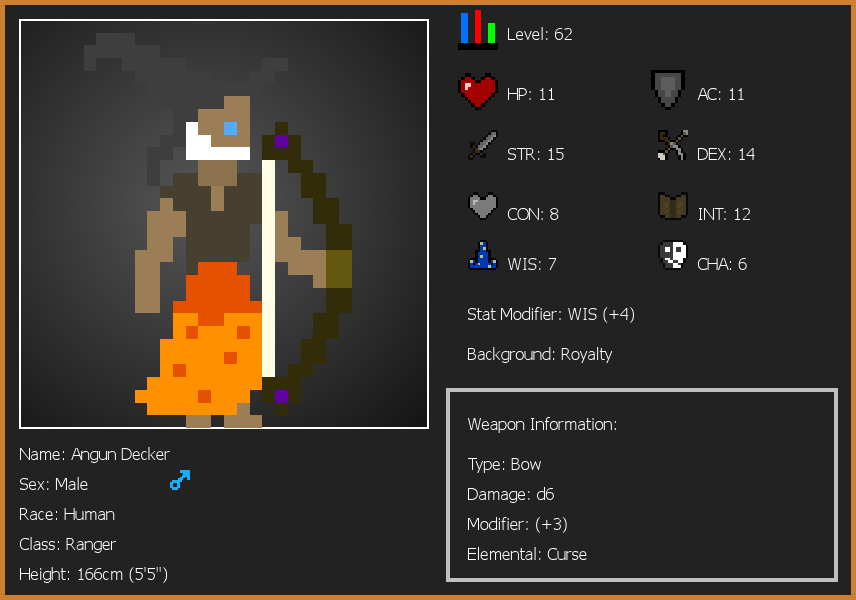 Level: 62
HP: 11
AC: 11
STR: 15
DEX: 14
CON: 8
INT: 12
WIS: 7
CHA: 6
Stat Modifier: WIS (+4)
Background: Royalty
Weapon Information:
Type: Bow
Damage: d6
Modifier: (+3)
Elemental: Curse
Name: Angun Decker
Sex: Male
Race: Human
Class: Ranger
Height: 166cm (5'5")